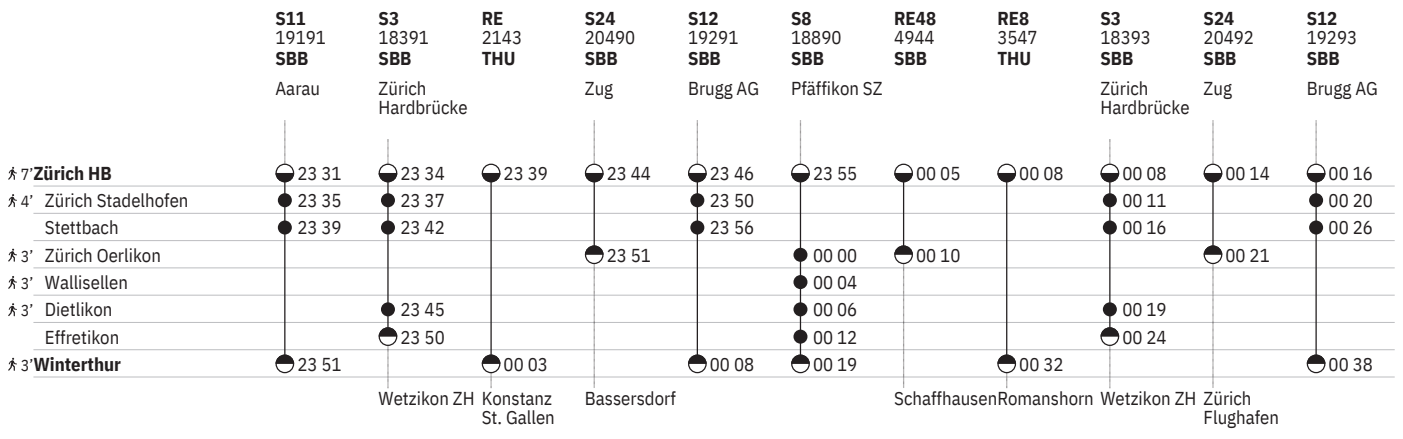 S11 S3 RE S24 S12 S8 RE48 RE8 S3 S24 S12
19191 18391 2143 20490 19291 18890 4944 3547 18393 20492 19293
SBB SBB THU SBB SBB SBB SBB THU SBB SBB SBB
Aarau Zürich Zug Brugg AG Pfäffikon SZ Zürich Zug Brugg AG
Hardbrücke Hardbrücke
7' Zürich HB 23 31 23 34 23 39 23 44 23 46 23 55 00 05 00 08 00 08 00 14 00 16
4' Zürich Stadelhofen 23 35 23 37 23 50 00 11 00 20
Stettbach 23 39 23 42 23 56 00 16 00 26
3' Zürich Oerlikon 23 51 00 00 00 10 00 21
3' Wallisellen 00 04
3' Dietlikon 23 45 00 06 00 19
Effretikon 23 50 00 12 00 24
3' Winterthur 23 51 00 03 00 08 00 19 00 32 00 38
Wetzikon ZH Konstanz Bassersdorf Schaffhausen Romanshorn Wetzikon ZH Zürich
St. Gallen Flughafen